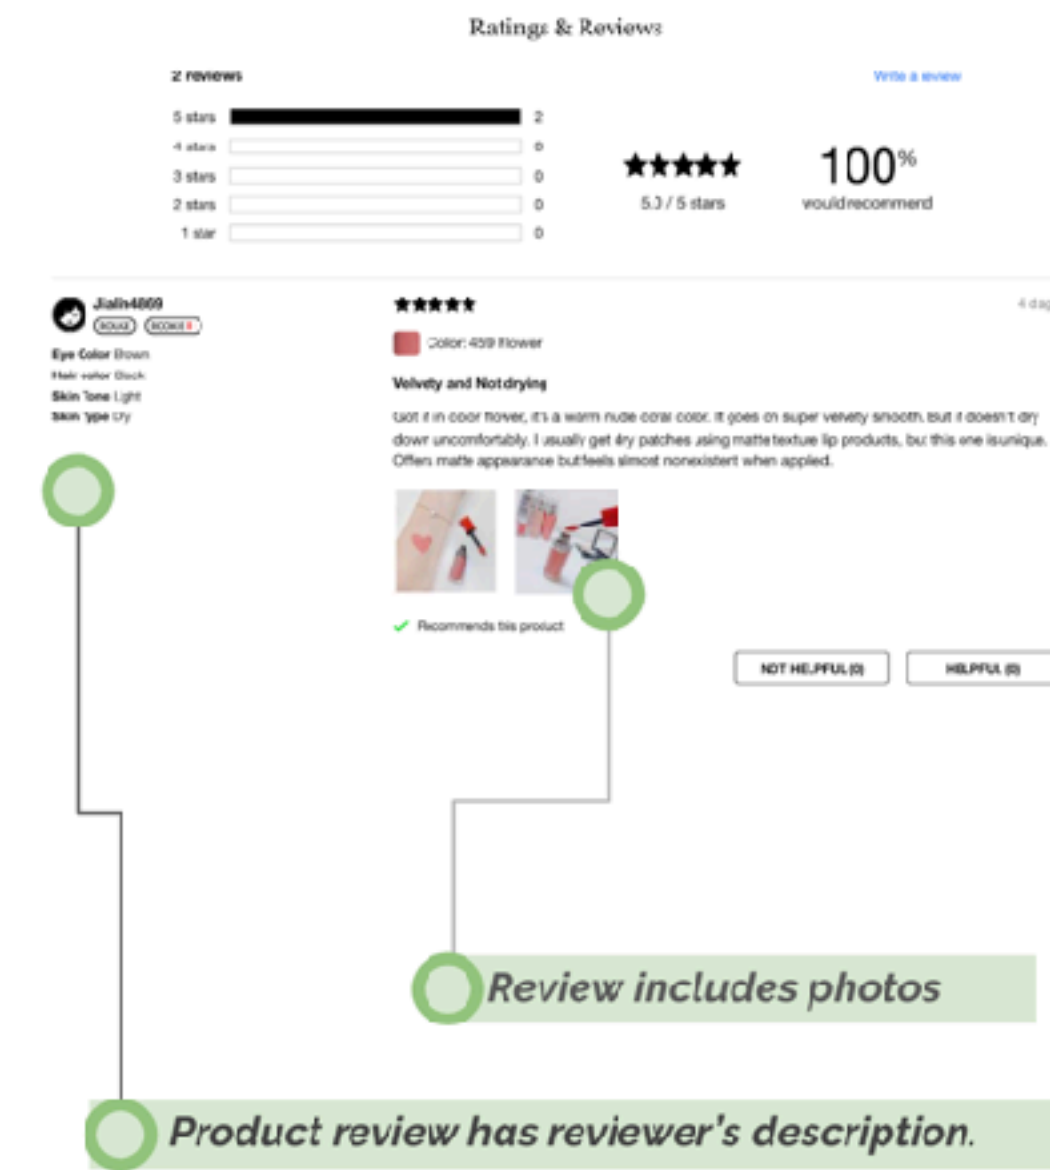 Ratings & Reviews
2 reviews
Write a review
5 stars 2
4 stars 0
3 stars 0
2 stars 0
1 star 0
5.0 / 5 stars
100%
would recommend
Jialin4869
ROUGE ROOKIE
4 day
Eye Color Brown
Hair color Black
Skin Tone Light
Skin Type Dry
Color: 459 Flower
Velvety and Not drying
Got it in color flower, it's a warm nude coral color. It goes on super velvety smooth. But it doesn't dry
down uncomfortably. I usually get dry patches using matte texture lip products, but this one is unique.
Offers matte appearance but feels almost nonexistent when applied.
Recommends this product
NOT HELPFUL (0) HELPFUL (0)
Review includes photos
Product review has reviewer's description.